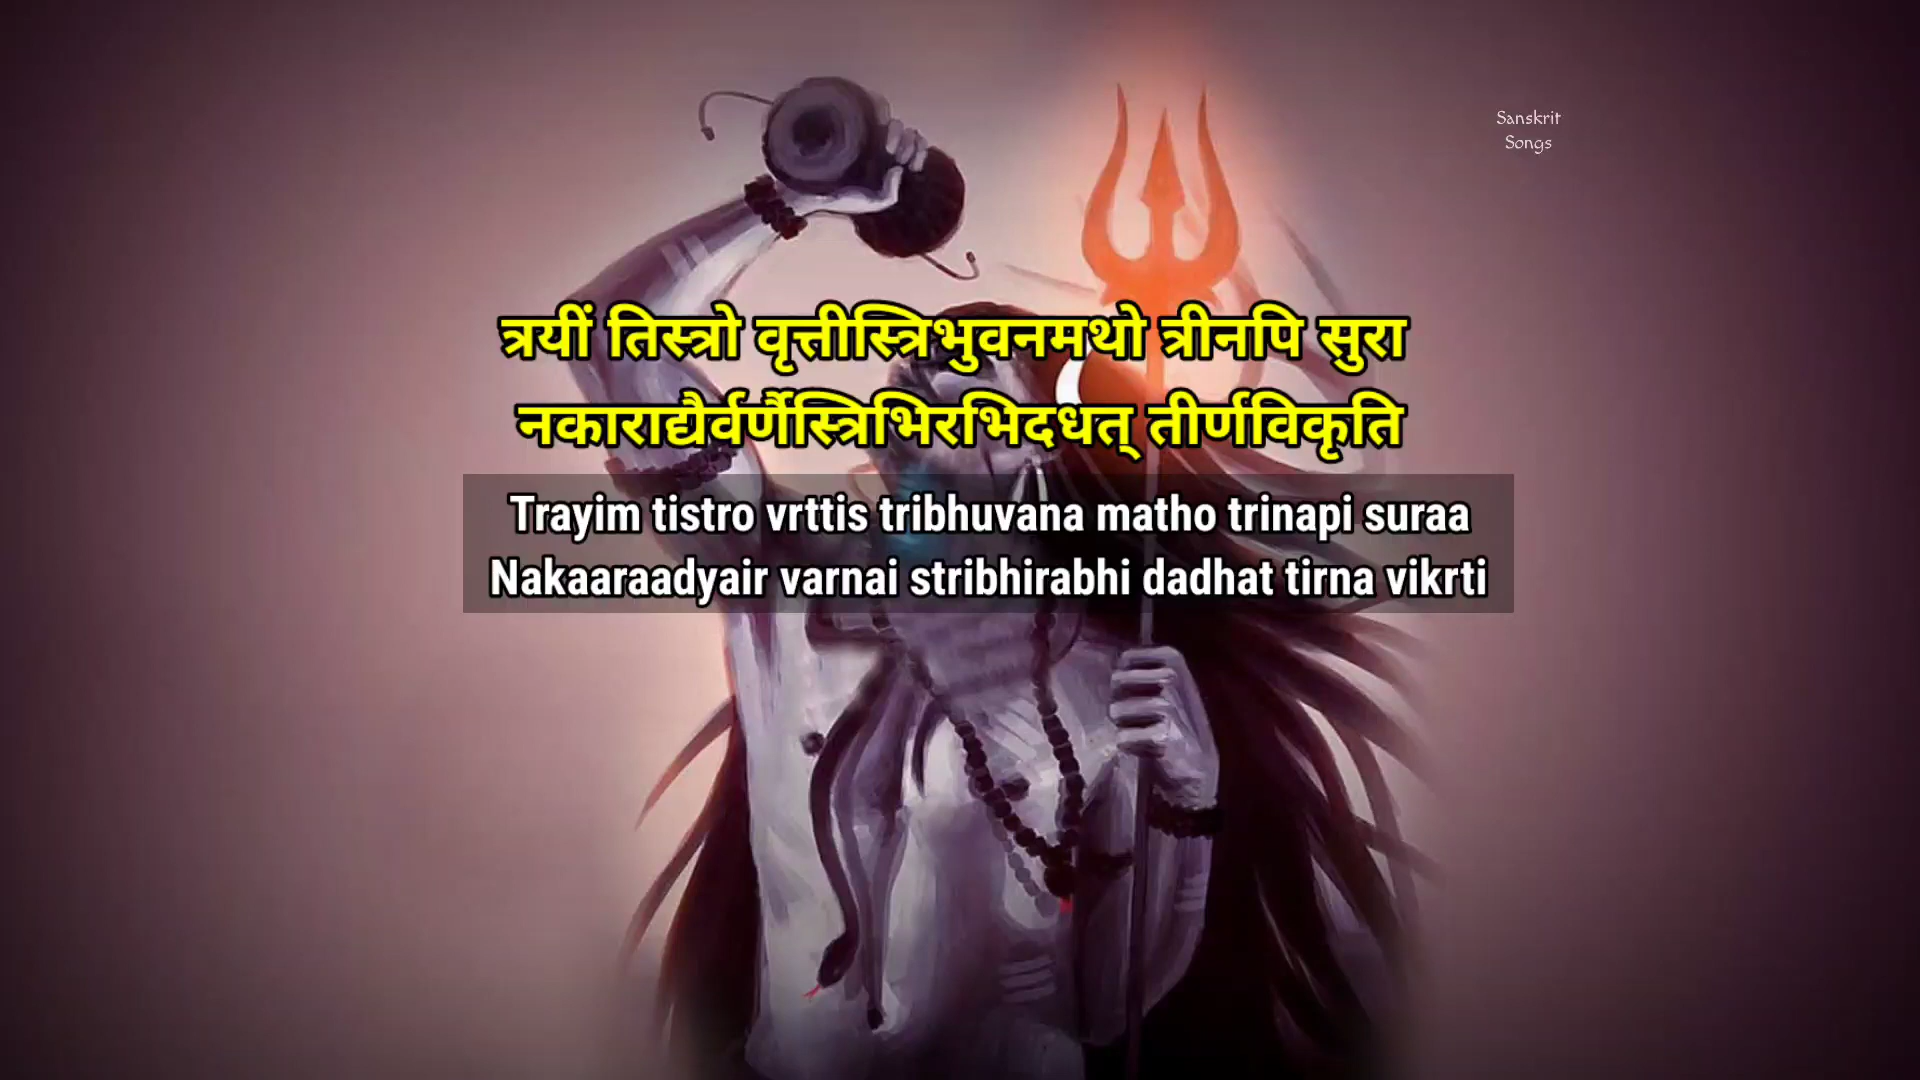 Sanskrit
Songs
त्रयीं तिस्त्रो वृत्तीस्त्रिभुवनमथो त्रीनपि सुरा
नकाराद्यैर्वर्णैस्त्रिभिरभिदधत् तीर्णविकृति
Trayim tistro vrttis tribhuvana matho trinapi suraa
Nakaaraadyair varnai stribhirabhi dadhat tirna vikrti